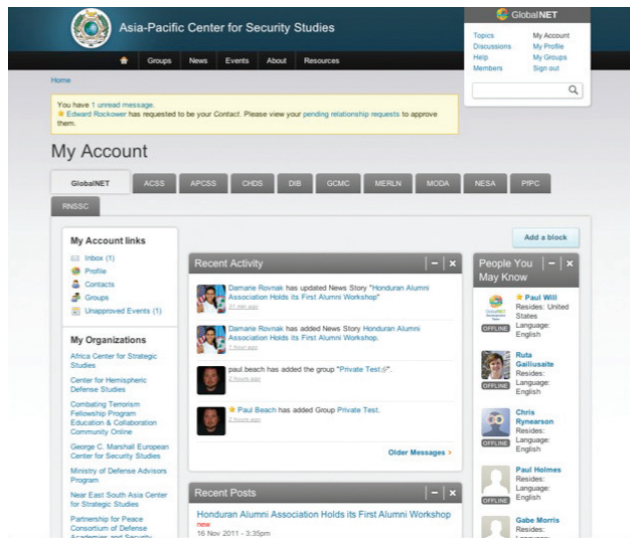 Asia-Pacific Center for Security Studies
GlobalNET
Topics
My Account
Discussions
My Profile
Help
My Groups
Members
Sign out
Groups
News
Events
About
Resources
Home
You have 1 unread message.
Edward Rockower has requested to be your Contact. Please view your pending relationship requests to approve
them.
My Account
GlobalNET
ACSS
APCSS
CHDS
DIB
GCMC
MERLN
MODA
NESA
PfPC
RNSSC
Add a block
My Account links
Inbox (1)
Profile
Contacts
Groups
Unapproved Events (1)
My Organizations
Africa Center for Strategic
Studies
Center for Hemispheric
Defense Studies
Combating Terrorism
Fellowship Program
Education & Collaboration
Community Online
George C. Marshall European
Center for Security Studies
Ministry of Defense Advisors
Program
Near East South Asia Center
for Strategic Studies
Partnership for Peace
Consortium of Defense
Academies and Security
Recent Activity
Damarie Rovnak has updated News Story "Honduran Alumni
Association Holds its First Alumni Workshop"
Damarie Rovnak has added News Story Honduran Alumni
Association Holds its First Alumni Workshop.
1 hour ago
paul.beach has added the group "Private Test".
2 hours ago
Paul Beach has added Group Private Test.
2 hours ago
Older Messages
Recent Posts
Honduran Alumni Association Holds its First Alumni Workshop
new
16 Nov 2011 - 3:35pm
People You
May Know
Paul Will
Resides: United
States
Language:
English
OFFLINE
Ruta
Gailiusaite
Resides:
Language:
English
OFFLINE
Chris
Rynearson
Resides:
Language:
English
OFFLINE
Paul Holmes
Resides:
Language:
English
OFFLINE
Gabe Morris
Resides: